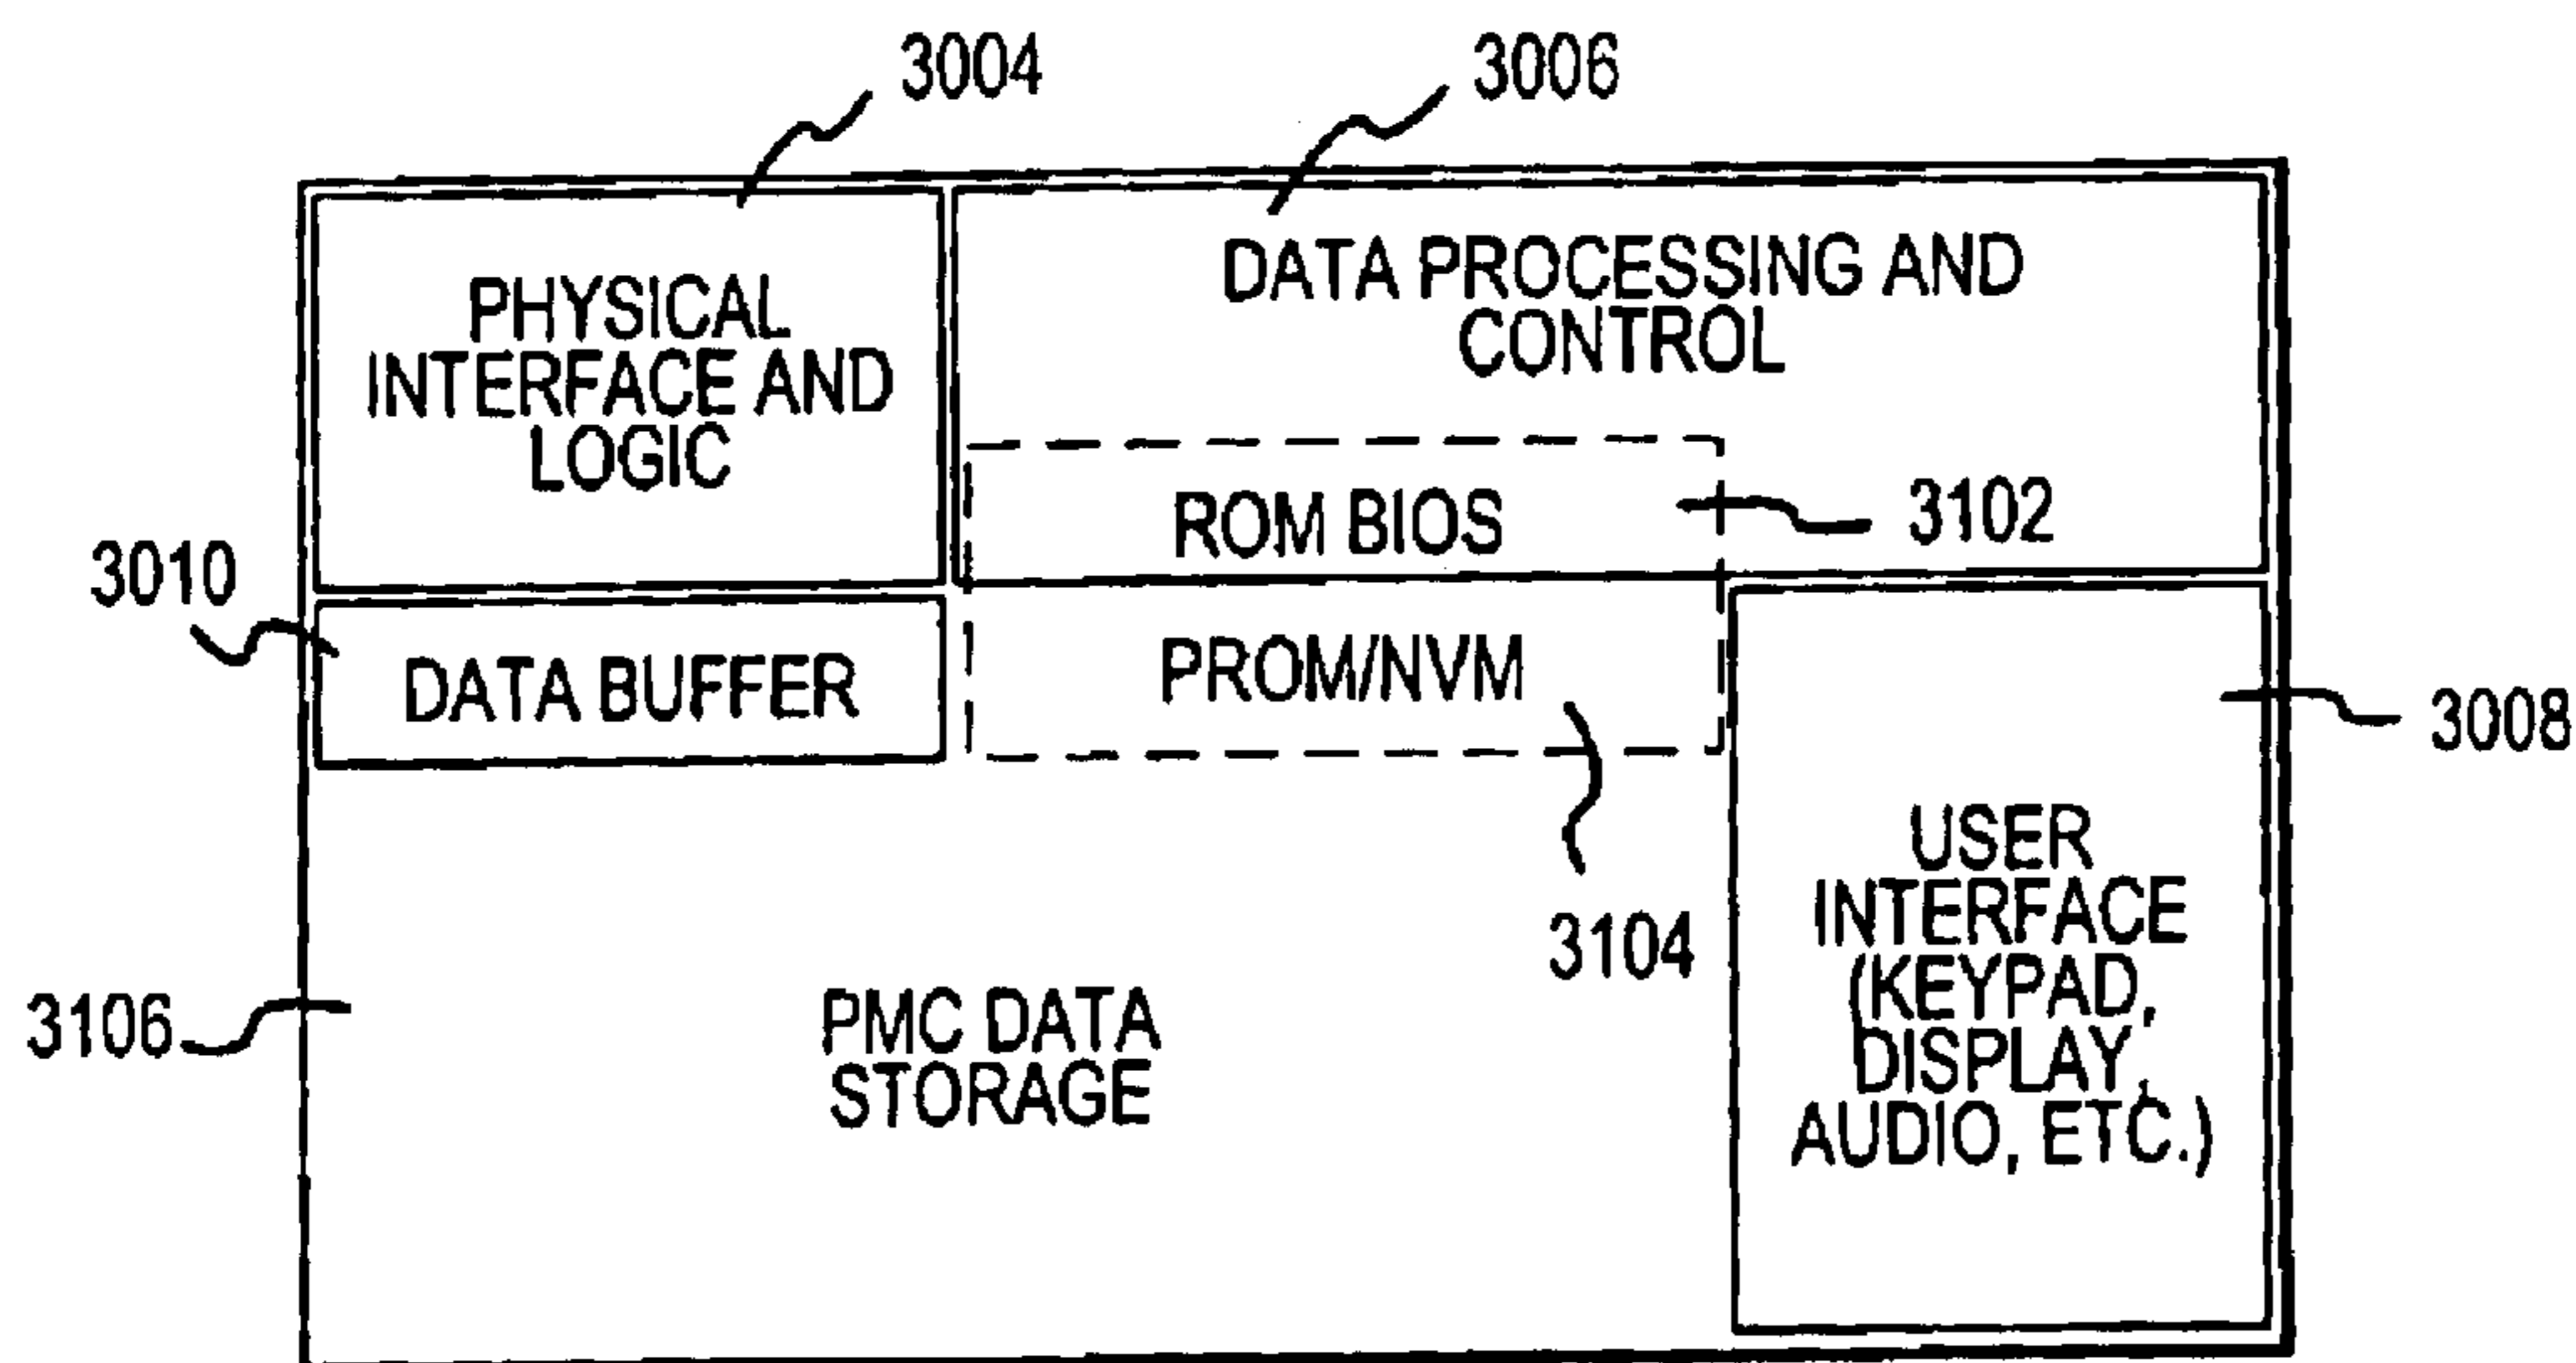 3004
3006
PHYSICAL
INTERFACE AND
LOGIC
DATA PROCESSING AND
CONTROL
ROM BIOS
3102
3010
DATA BUFFER
PROM/NVM
3008
3104
3106
PMC DATA
STORAGE
USER
INTERFACE
(KEYPAD,
DISPLAY,
AUDIO, ETC.)